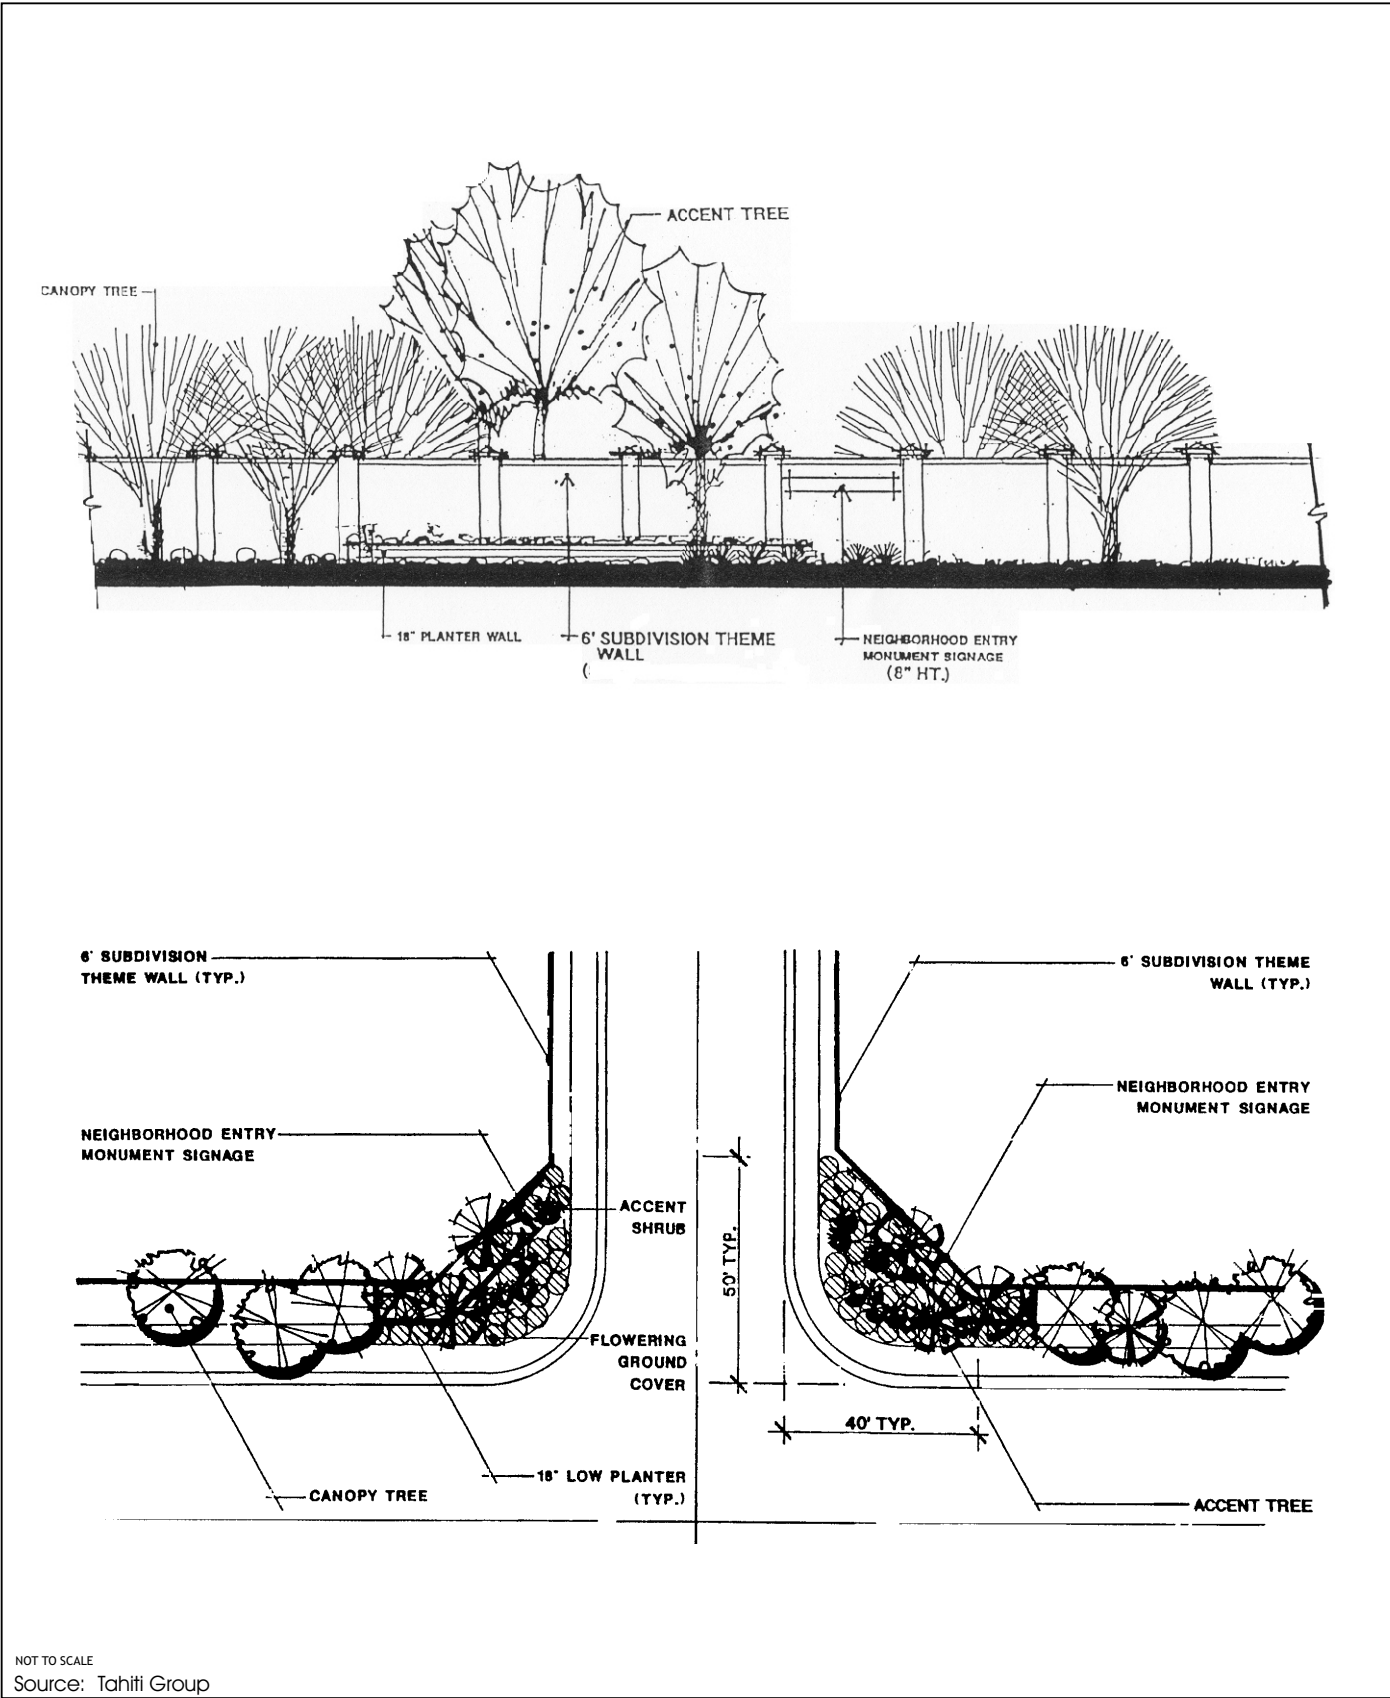 ACCENT TREE
CANOPY TREE
18" PLANTER WALL
6' SUBDIVISION THEME
WALL
(
NEIGHBORHOOD ENTRY
MONUMENT SIGNAGE
(8" HT.)
6' SUBDIVISION
THEME WALL (TYP.)
6' SUBDIVISION THEME
WALL (TYP.)
NEIGHBORHOOD ENTRY
MONUMENT SIGNAGE
NEIGHBORHOOD ENTRY
MONUMENT SIGNAGE
ACCENT
SHRUB
50' TYP.
FLOWERING
GROUND
COVER
40' TYP.
18" LOW PLANTER
(TYP.)
CANOPY TREE
ACCENT TREE
NOT TO SCALE
Source: Tahiti Group